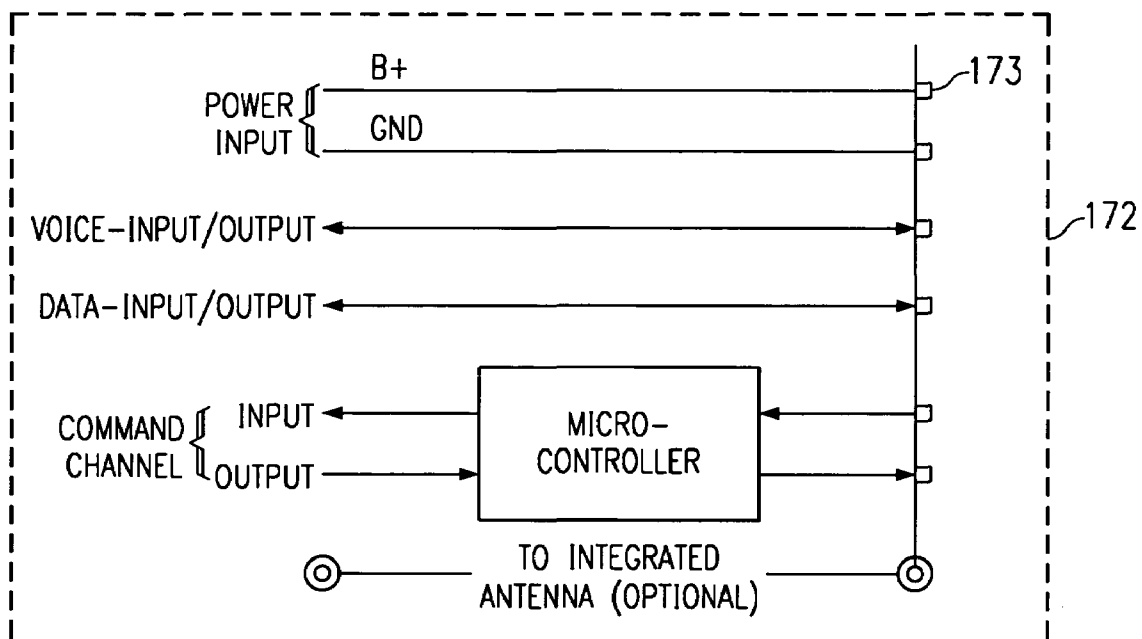 B+
173
POWER
INPUT
GND
172
VOICE-INPUT/OUTPUT
DATA-INPUT/OUTPUT
COMMAND
CHANNEL
INPUT
OUTPUT
MICRO-
CONTROLLER
TO INTEGRATED
ANTENNA (OPTIONAL)